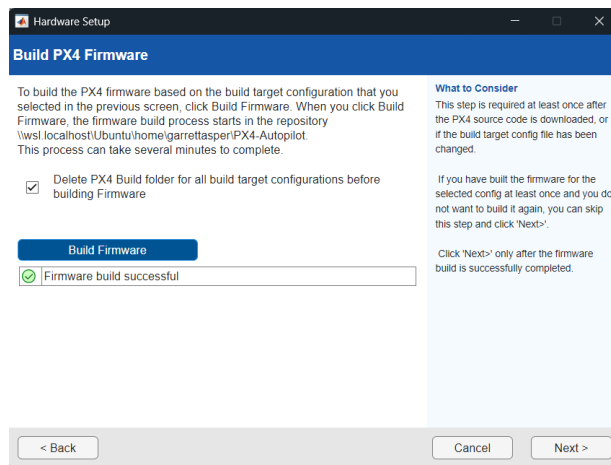 Hardware Setup
Build PX4 Firmware
To build the PX4 firmware based on the build target configuration that you
selected in the previous screen, click Build Firmware. When you click Build
Firmware, the firmware build process starts in the repository
\\wsl.localhost\Ubuntu\home\garrettasper\PX4-Autopilot.
This process can take several minutes to complete.
Delete PX4 Build folder for all build target configurations before
building Firmware
Build Firmware
Firmware build successful
What to Consider
This step is required at least once after
the PX4 source code is downloaded, or
if the build target config file has been
changed.
If you have built the firmware for the
selected config at least once and you do
not want to build it again, you can skip
this step and click 'Next>'.
Click 'Next>' only after the firmware
build is successfully completed.
< Back
Cancel
Next >